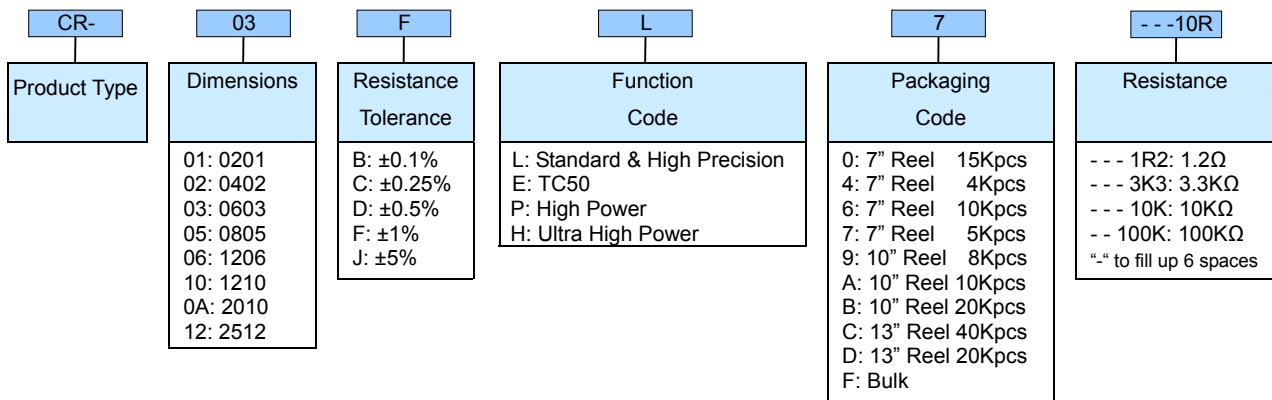 CR-
03
F
L
7
- - -10R
Product Type
Dimensions
Resistance
Tolerance
Function
Code
Packaging
Code
Resistance
01: 0201
02: 0402
03: 0603
05: 0805
06: 1206
10: 1210
0A: 2010
12: 2512
B: ±0.1%
C: ±0.25%
D: ±0.5%
F: ±1%
J: ±5%
L: Standard & High Precision
E: TC50
P: High Power
H: Ultra High Power
0: 7” Reel 15Kpcs
4: 7” Reel 4Kpcs
6: 7” Reel 10Kpcs
7: 7” Reel 5Kpcs
9: 10” Reel 8Kpcs
A: 10” Reel 10Kpcs
B: 10” Reel 20Kpcs
C: 13” Reel 40Kpcs
D: 13” Reel 20Kpcs
F: Bulk
- - - 1R2: 1.2Ω
- - - 3K3: 3.3KΩ
- - - 10K: 10KΩ
- - 100K: 100KΩ
“-“ to fill up 6 spaces